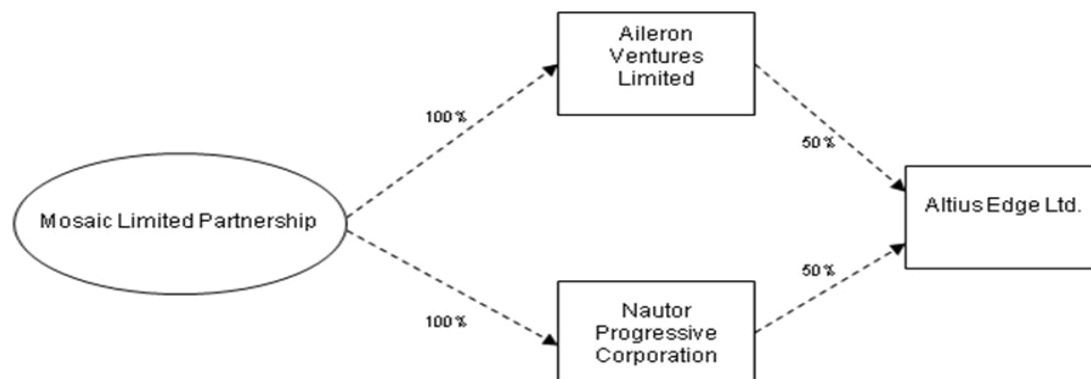 Aileron
Ventures
Limited
100%
50%
Mosaic Limited Partnership
Altius Edge Ltd.
100%
50%
Nautor
Progressive
Corporation